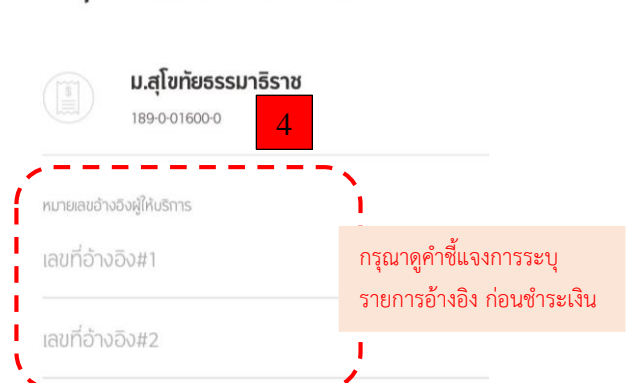 ม.สุโขทัยธรรมาธิราช
189-0-01600-0
4
หมายเลขอ้างอิงผู้ให้บริการ
เลขที่อ้างอิง#1
กรุณาดูคำชี้แจงการระบุ
รายการอ้างอิง ก่อนชำระเงิน
เลขที่อ้างอิง#2